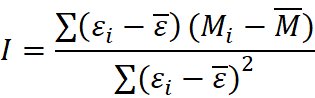 I = ∑(εᵢ − ε̅) (Mᵢ − M̅) / ∑(εᵢ − ε̅)²